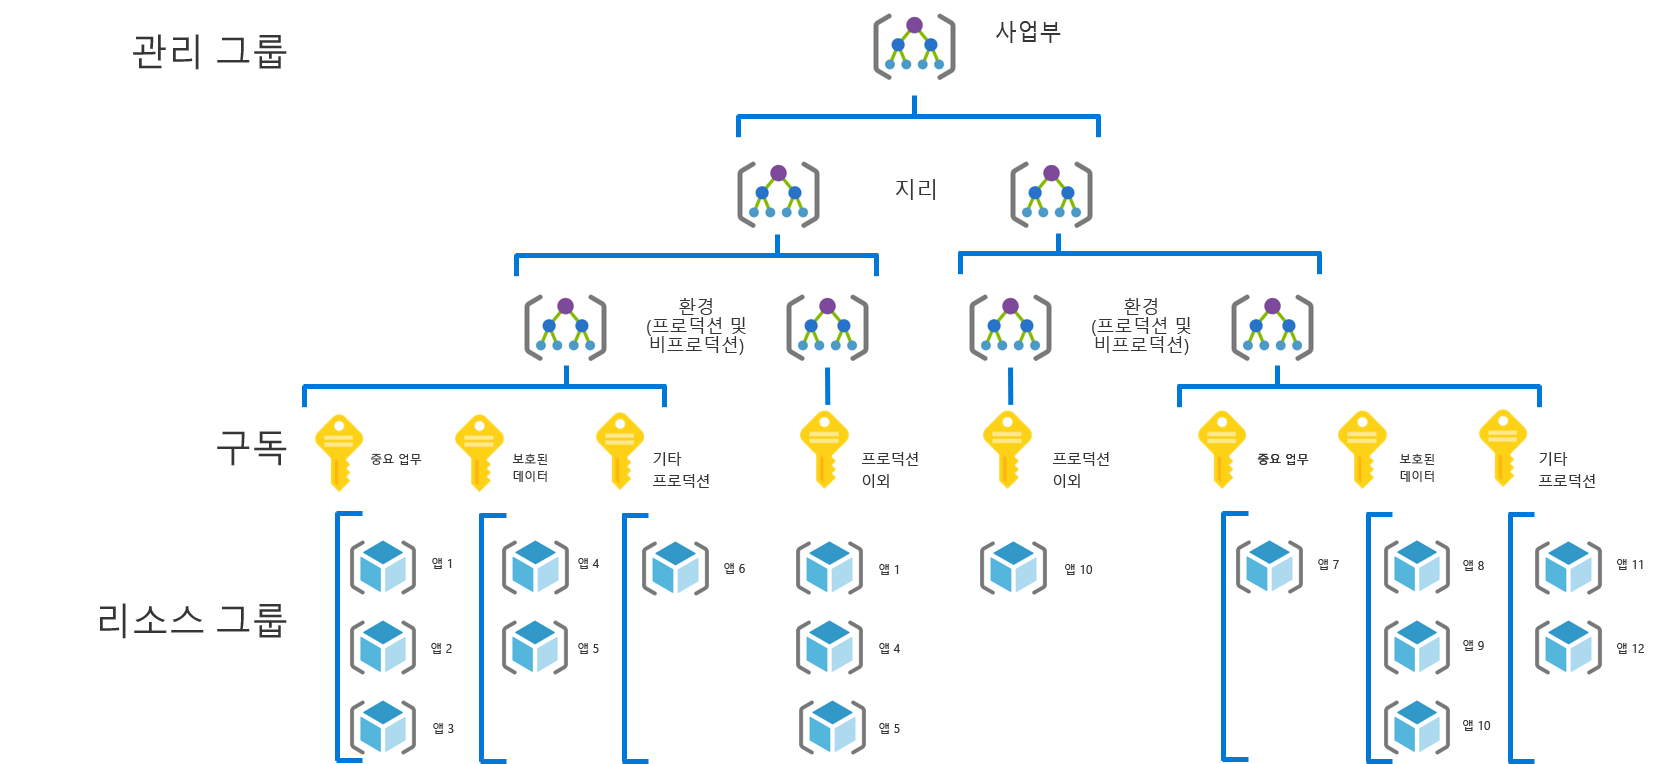 관리 그룹
사업부
지리
환경
(프로덕션 및
비프로덕션)
환경
(프로덕션 및
비프로덕션)
구독
중요 업무
보호된
데이터
기타
프로덕션
프로덕션
이외
프로덕션
이외
중요 업무
보호된
데이터
기타
프로덕션
리소스 그룹
앱 1
앱 4
앱 6
앱 1
앱 10
앱 7
앱 8
앱 11
앱 2
앱 5
앱 4
앱 9
앱 12
앱 3
앱 5
앱 10